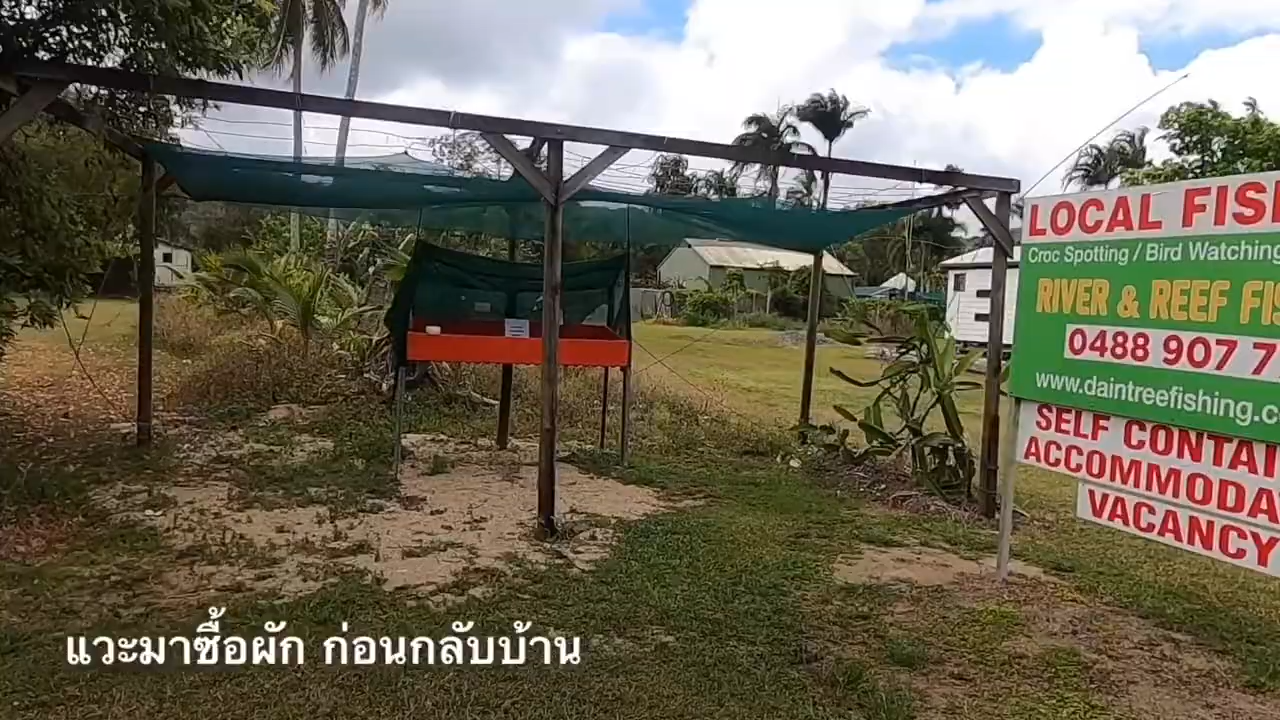 LOCAL FIS
Croc Spotting / Bird Watching
RIVER & REEF FIS
0488 907 7
www.daintreefishing.c
SELF CONTAI
ACCOMMODA
VACANCY
แวะมาซื้อผัก ก่อนกลับบ้าน